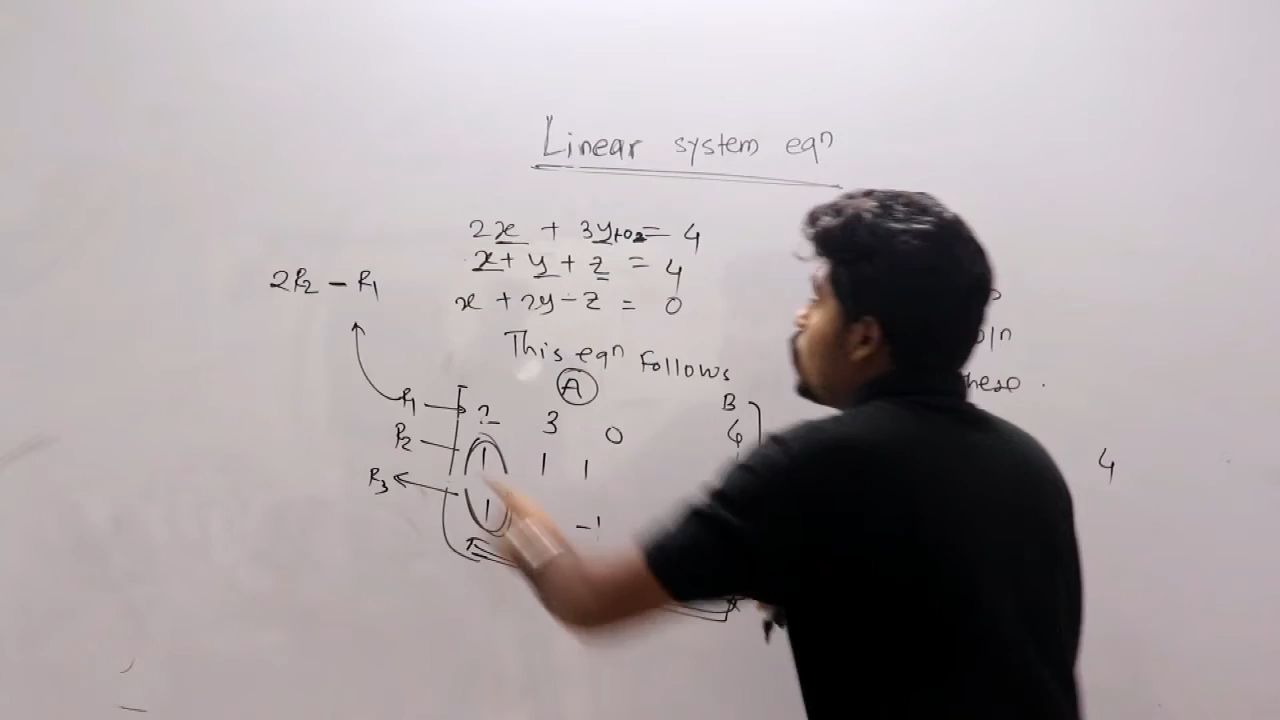 Linear system eqn
2x + 3y+0z = 4
x + y + z = 4
x + 2y - z = 0
2R2 - R1
This eqn Follows
A
R1 2 3 0 B
R2 1 1 1
R3 1 -1
4